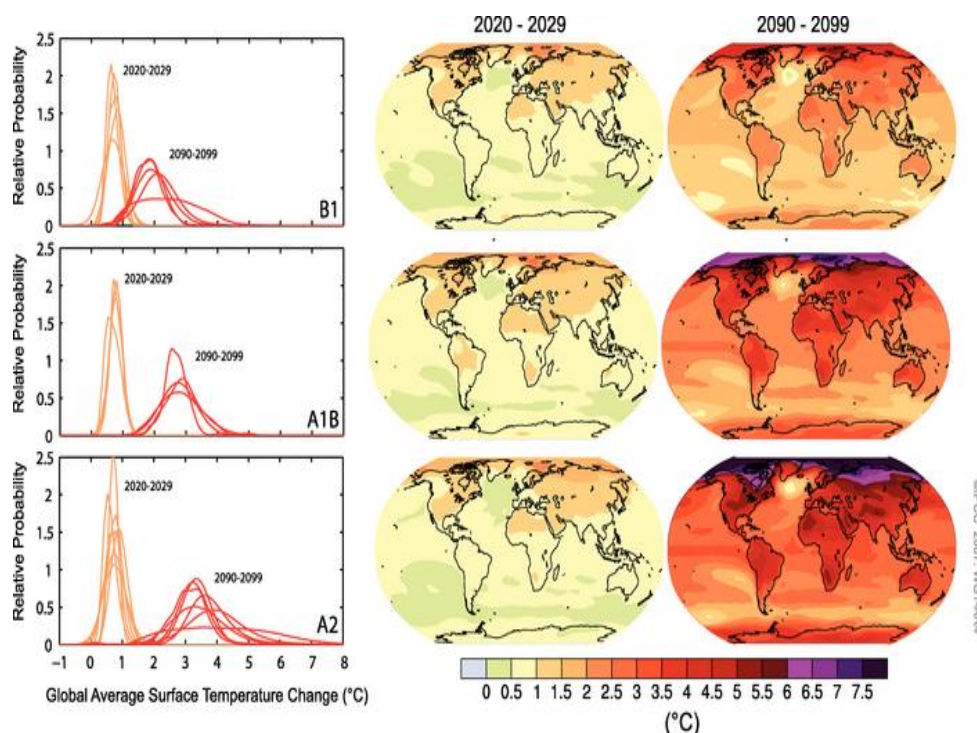 2020 - 2029
2090 - 2099
Relative Probability
2.5
2
1.5
1
0.5
0
2020-2029
2090-2099
B1
Relative Probability
2.5
2
1.5
1
0.5
0
2020-2029
2090-2099
A1B
Relative Probability
2.5
2
1.5
1
0.5
0
2020-2029
2090-2099
A2
−1 0 1 2 3 4 5 6 7 8
Global Average Surface Temperature Change (°C)
0 0.5 1 1.5 2 2.5 3 3.5 4 4.5 5 5.5 6 6.5 7 7.5
(°C)